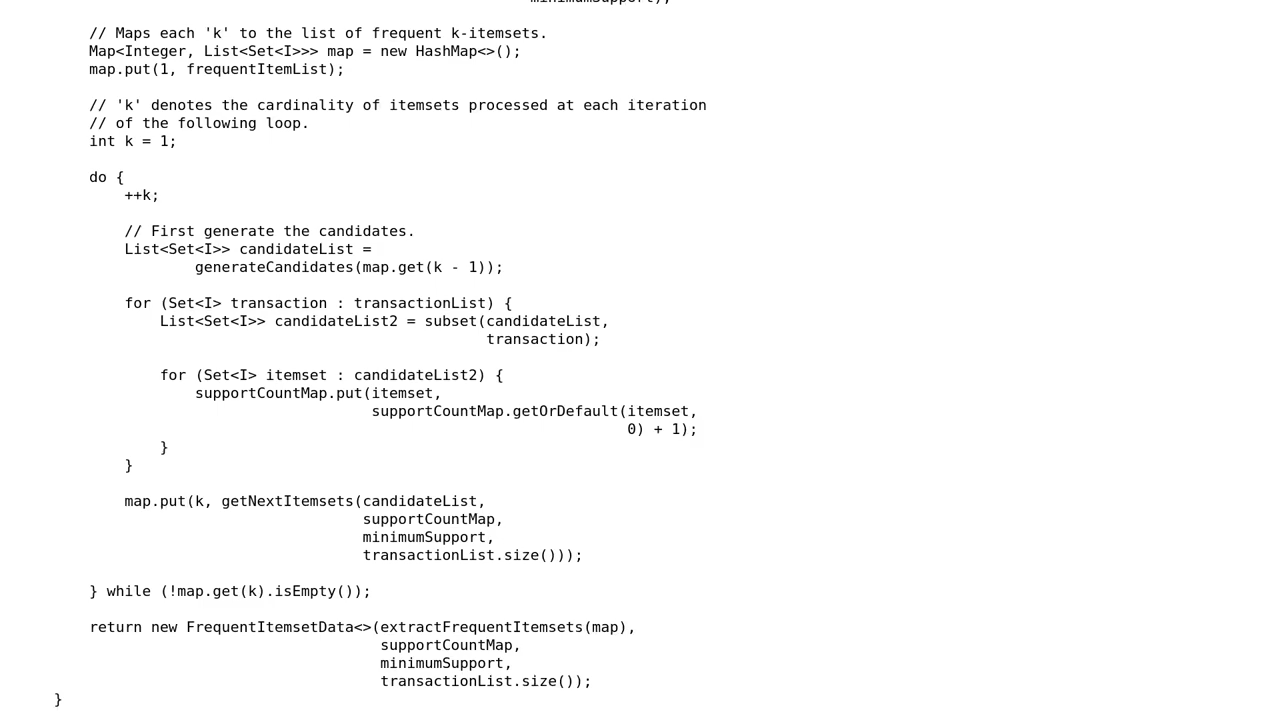 minimumSupport);
// Maps each 'k' to the list of frequent k-itemsets.
Map<Integer, List<Set<I>>> map = new HashMap<>();
map.put(1, frequentItemList);
// 'k' denotes the cardinality of itemsets processed at each iteration
// of the following loop.
int k = 1;
do {
++k;
// First generate the candidates.
List<Set<I>> candidateList =
generateCandidates(map.get(k - 1));
for (Set<I> transaction : transactionList) {
List<Set<I>> candidateList2 = subset(candidateList,
transaction);
for (Set<I> itemset : candidateList2) {
supportCountMap.put(itemset,
supportCountMap.getOrDefault(itemset,
0) + 1);
}
}
map.put(k, getNextItemsets(candidateList,
supportCountMap,
minimumSupport,
transactionList.size()));
} while (!map.get(k).isEmpty());
return new FrequentItemsetData<>(extractFrequentItemsets(map),
supportCountMap,
minimumSupport,
transactionList.size());
}